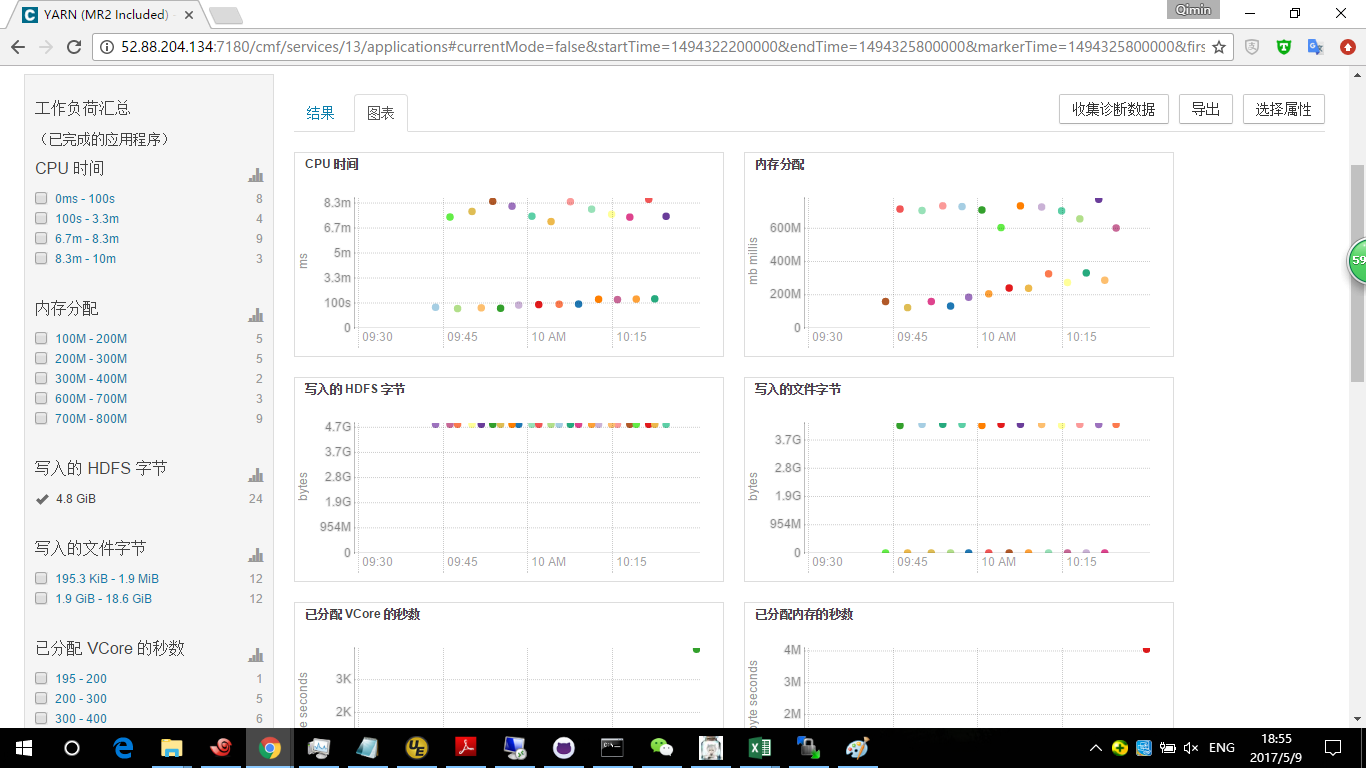 YARN (MR2 Included)
Qimin
52.88.204.134:7180/cmf/services/13/applications#currentMode=false&startTime=1494322200000&endTime=1494325800000&markerTime=1494325800000&firs
工作负荷汇总
（已完成的应用程序）
CPU 时间
0ms - 100s 8
100s - 3.3m 4
6.7m - 8.3m 9
8.3m - 10m 3
内存分配
100M - 200M 5
200M - 300M 5
300M - 400M 2
600M - 700M 3
700M - 800M 9
写入的 HDFS 字节
4.8 GiB 24
写入的文件字节
195.3 KiB - 1.9 MiB 12
1.9 GiB - 18.6 GiB 12
已分配 VCore 的秒数
195 - 200 1
200 - 300 5
300 - 400 6
结果 图表 收集诊断数据 导出 选择属性
CPU 时间
8.3m
6.7m
5m
3.3m
100s
0
ms
09:30 09:45 10 AM 10:15
内存分配
600M
400M
200M
0
mb millis
09:30 09:45 10 AM 10:15
写入的 HDFS 字节
4.7G
3.7G
2.8G
1.9G
954M
0
bytes
09:30 09:45 10 AM 10:15
写入的文件字节
3.7G
2.8G
1.9G
954M
0
bytes
09:30 09:45 10 AM 10:15
已分配 VCore 的秒数
3K
2K
e seconds
已分配内存的秒数
4M
3M
2M
byte seconds
59
ENG
18:55
2017/5/9